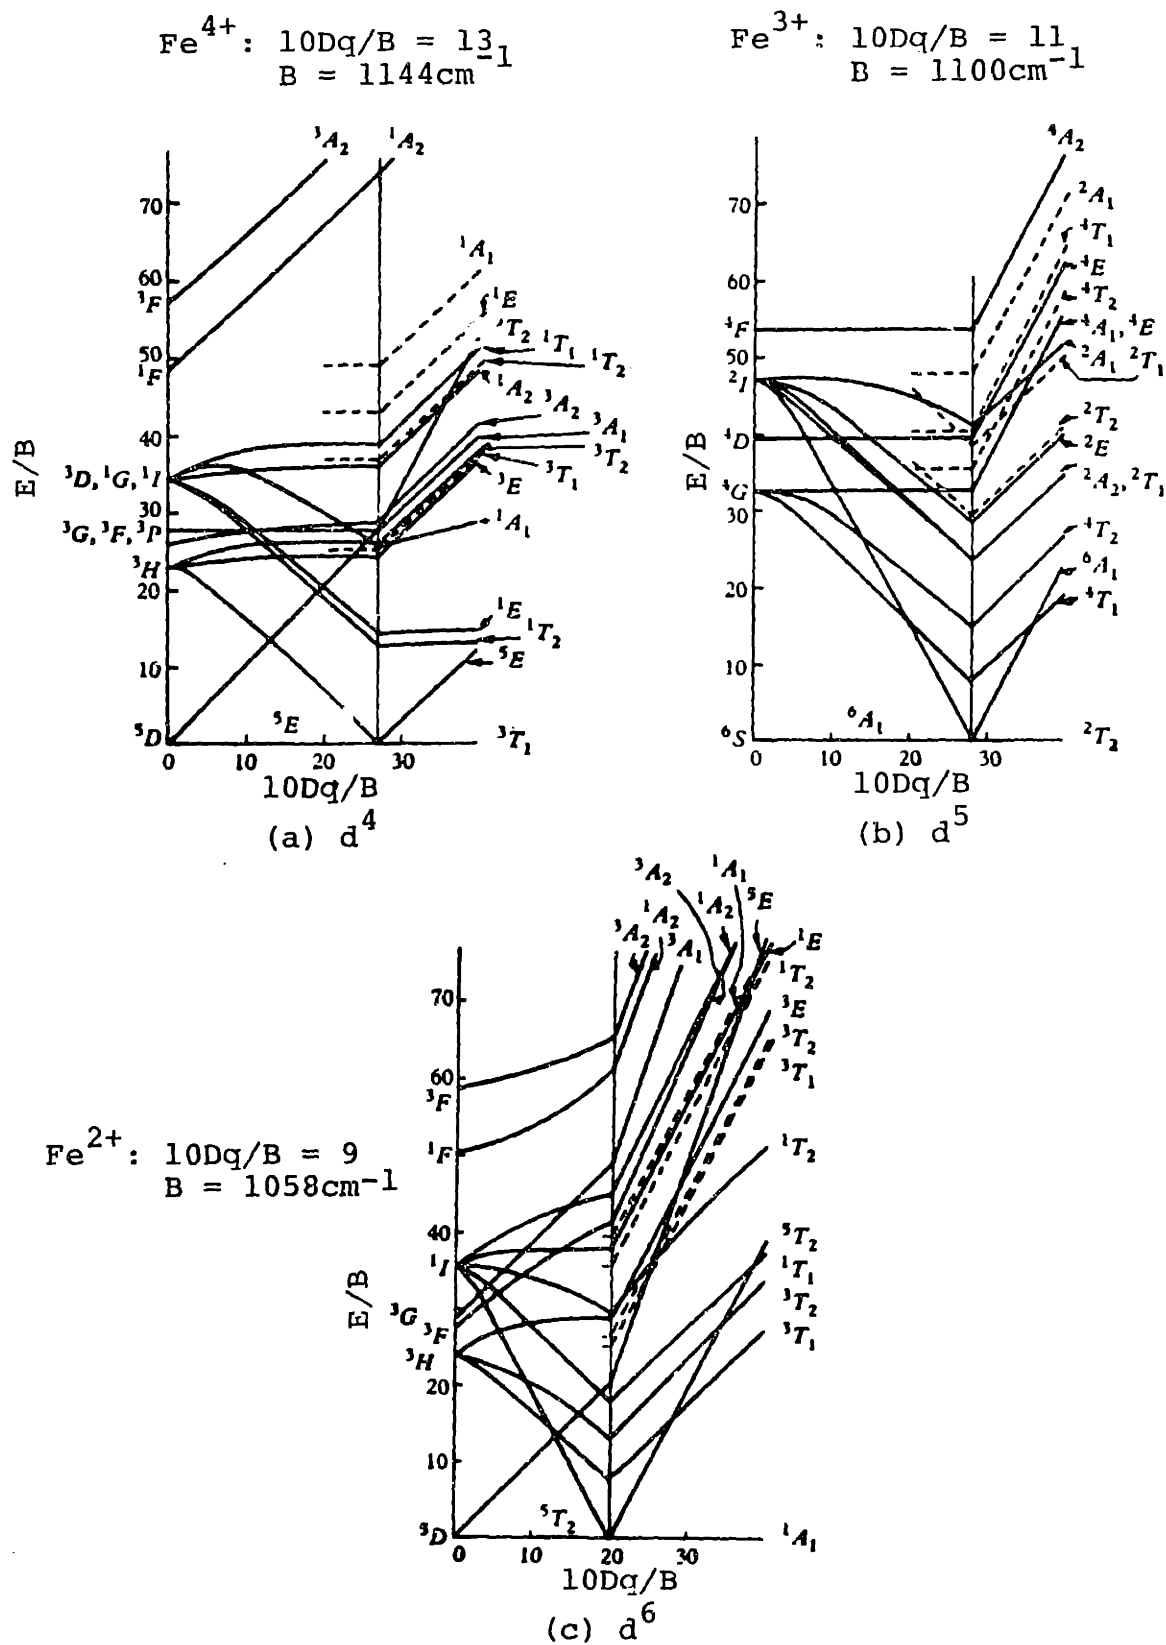 Fe⁴⁺: 10Dq/B = 13
B = 1144cm⁻¹
Fe³⁺: 10Dq/B = 11
B = 1100cm⁻¹
³A₂ ¹A₂
70
60
³F
50
¹F
40
³D, ¹G, ¹I
30
³G, ³F, ³P
³H
20
10
⁵D
E/B
¹A₁
¹E
¹T₂ ¹T₁ ¹T₂
¹A₂ ³A₂ ³A₁
³T₂
³T₁
³E
¹A₁
¹E ¹T₂
⁵E
⁵E ³T₁
0 10 20 30
10Dq/B
(a) d⁴
⁴A₂
70
²A₁
⁴T₁
60
⁴E
⁴T₂
⁴F
⁴A₁, ⁴E
50
²A₁ ²T₁
²I
E/B
⁴D
²T₂
²E
⁴G
²A₂, ²T₁
30
⁴T₂
20
⁶A₁
⁴T₁
10
⁶S ⁶A₁ ²T₂
0 10 20 30
10Dq/B
(b) d⁵
Fe²⁺: 10Dq/B = 9
B = 1058cm⁻¹
³A₂ ¹A₁
¹A₂ ¹A₂ ⁵E
³A₂ ³A₁ ¹E
¹T₂
70
³E
³T₂
60
³T₁
³F
¹F
¹T₂
40
¹I
⁵T₂
¹T₁
E/B
³G
³T₂
³F
³T₁
³H
20
10
⁵D ⁵T₂ ¹A₁
0 10 20 30
10Dq/B
(c) d⁶